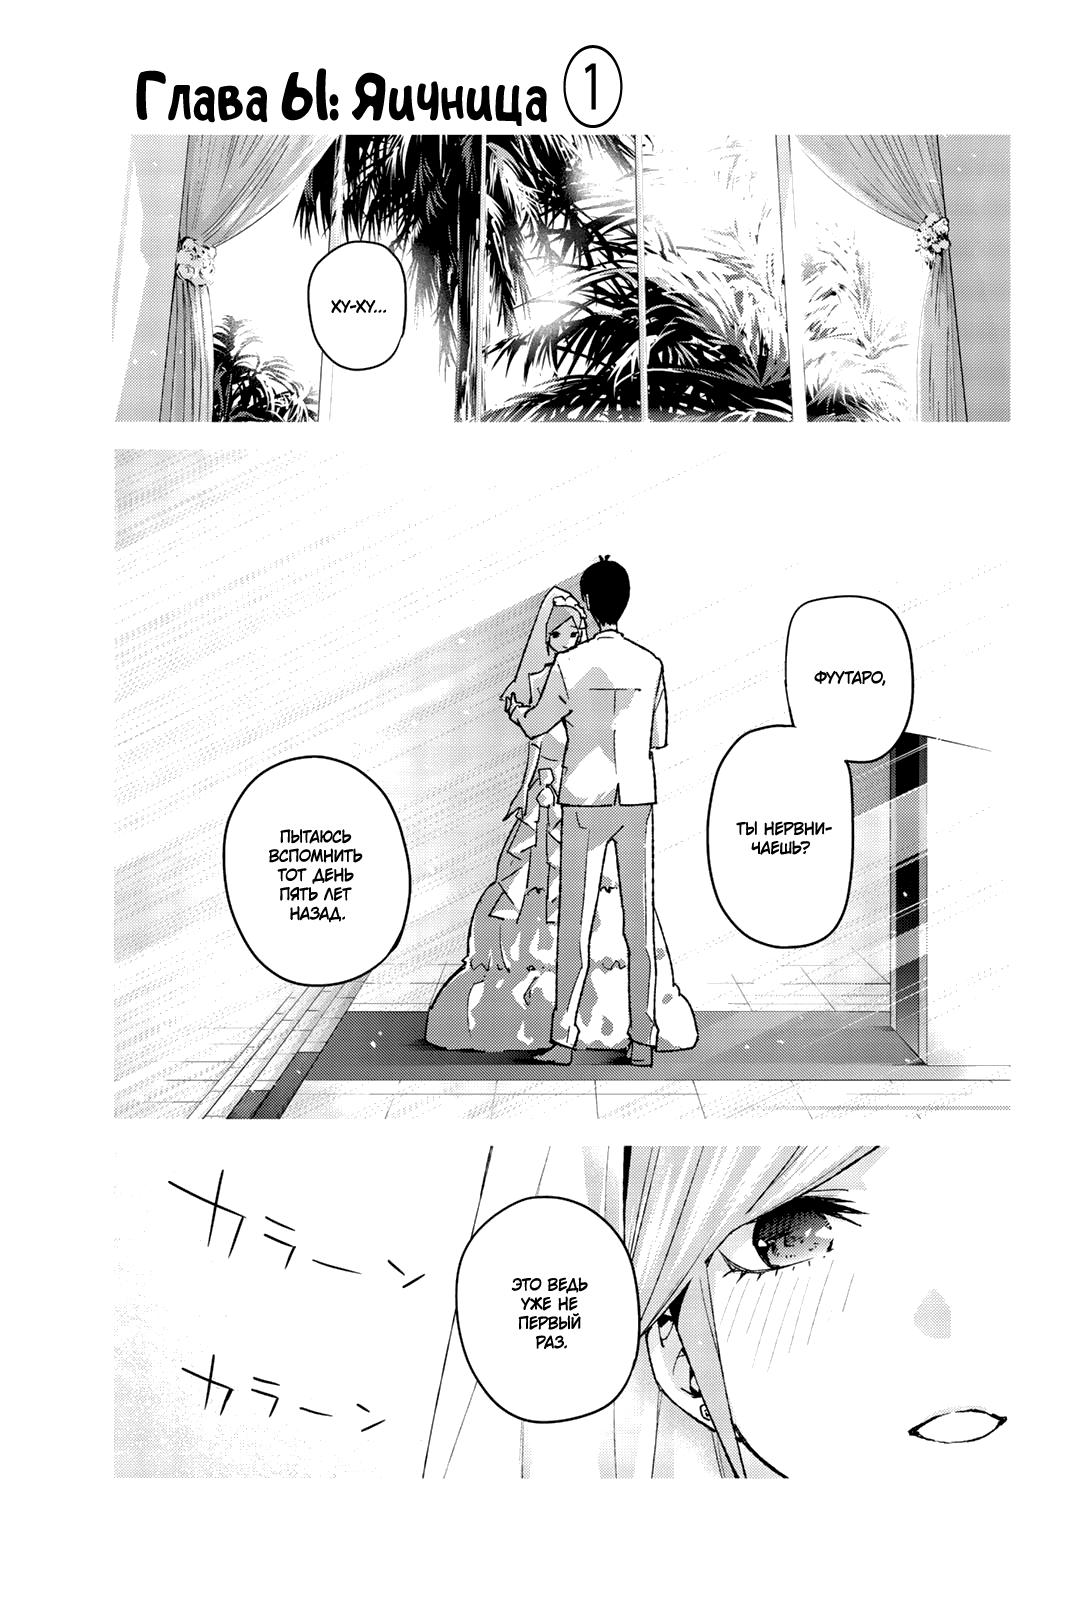 Глава 61: Яичница 1
ХУ-ХУ...
ФУУТАРО,
ТЫ НЕРВНИ-
ЧАЕШЬ?
ПЫТАЮСЬ
ВСПОМНИТЬ
ТОТ ДЕНЬ
ПЯТЬ ЛЕТ
НАЗАД.
ЭТО ВЕДЬ
УЖЕ НЕ
ПЕРВЫЙ
РАЗ.
カラーン
カラーン